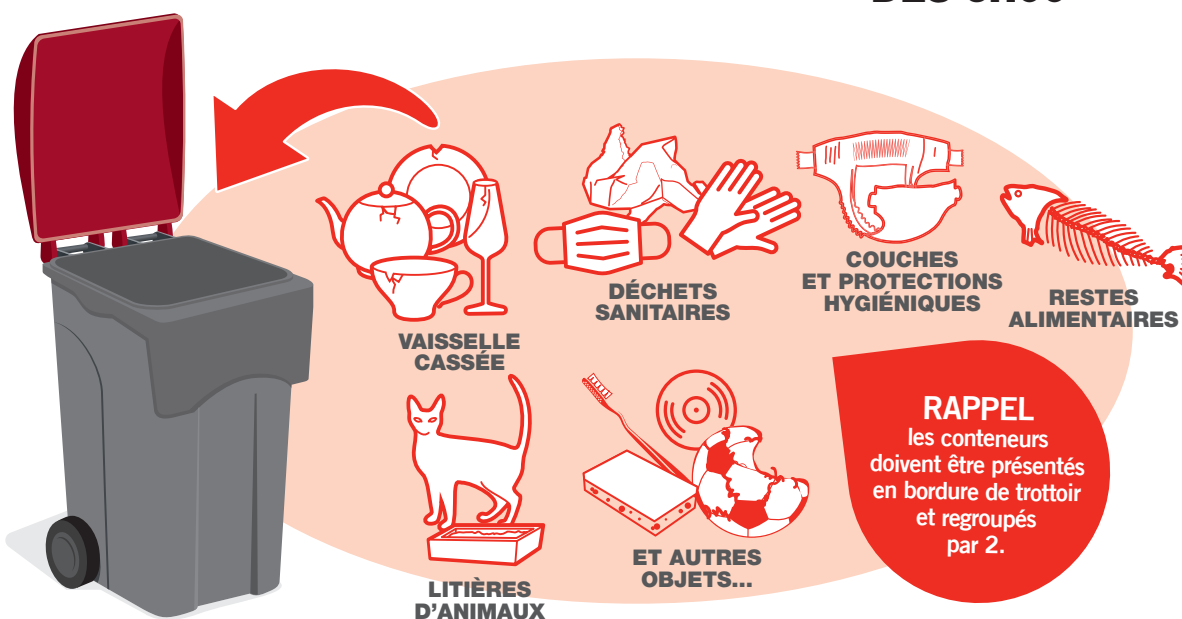 VAISSELLE
CASSÉE
DÉCHETS
SANITAIRES
COUCHES
ET PROTECTIONS
HYGIÉNIQUES
RESTES
ALIMENTAIRES
LITIÈRES
D'ANIMAUX
ET AUTRES
OBJETS...
RAPPEL
les conteneurs
doivent être présentés
en bordure de trottoir
et regroupés
par 2.